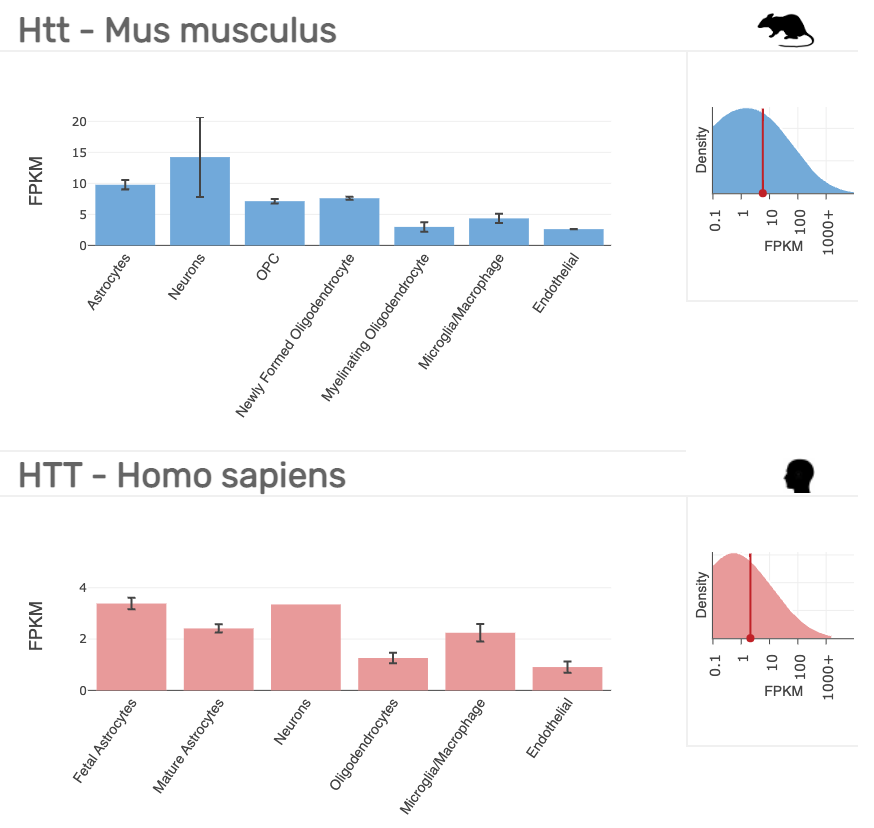 Htt - Mus musculus
FPKM
20
15
10
5
0
Astrocytes
Neurons
OPC
Newly Formed Oligodendrocyte
Myelinating Oligodendrocyte
Microglia/Macrophage
Endothelial
Density
0.1
1
10
100
1000+
FPKM
HTT - Homo sapiens
FPKM
4
2
0
Fetal Astrocytes
Mature Astrocytes
Neurons
Oligodendrocytes
Microglia/Macrophage
Endothelial
Density
0.1
1
10
100
1000+
FPKM